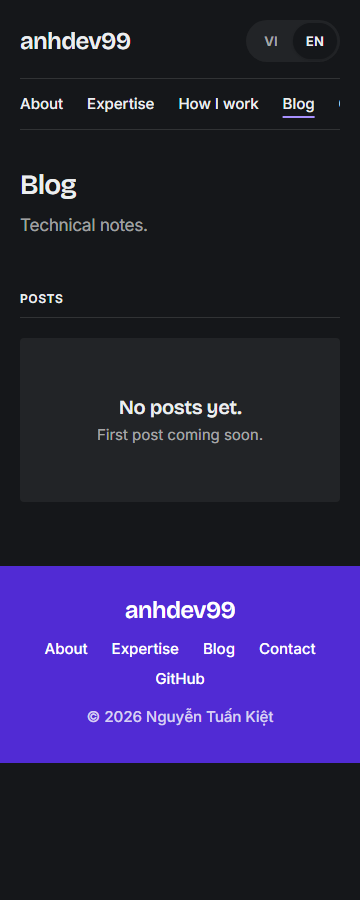 anhdev99
VI EN
About Expertise How I work Blog
Blog
Technical notes.
POSTS
No posts yet.
First post coming soon.
anhdev99
About Expertise Blog Contact
GitHub
© 2026 Nguyễn Tuấn Kiệt